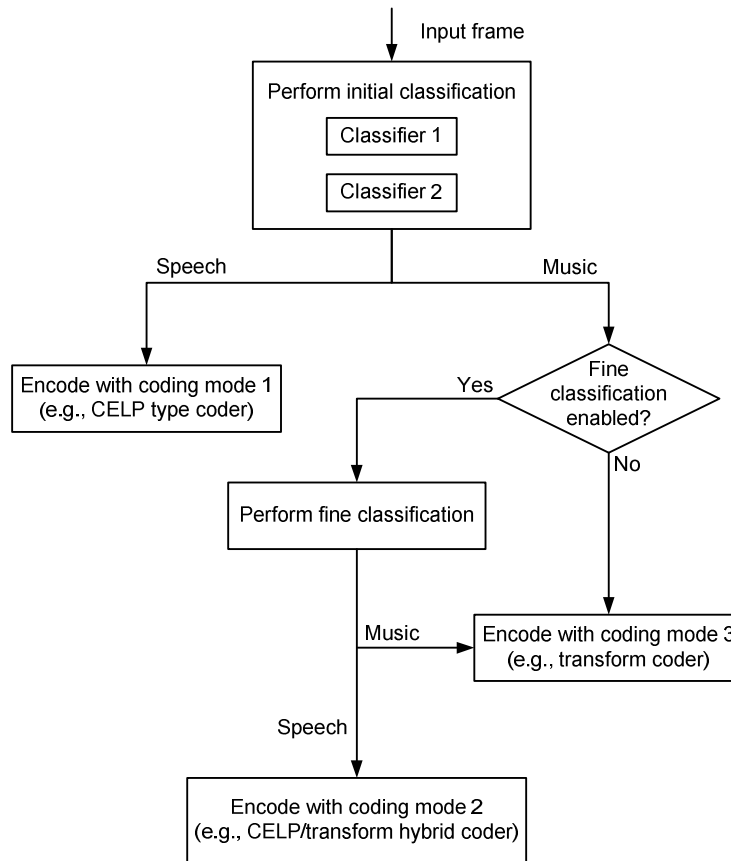 Input frame
Perform initial classification
Classifier 1
Classifier 2
Speech
Music
Encode with coding mode 1
(e.g., CELP type coder)
Yes
Fine
classification
enabled?
No
Perform fine classification
Music
Encode with coding mode 3
(e.g., transform coder)
Speech
Encode with coding mode 2
(e.g., CELP/transform hybrid coder)